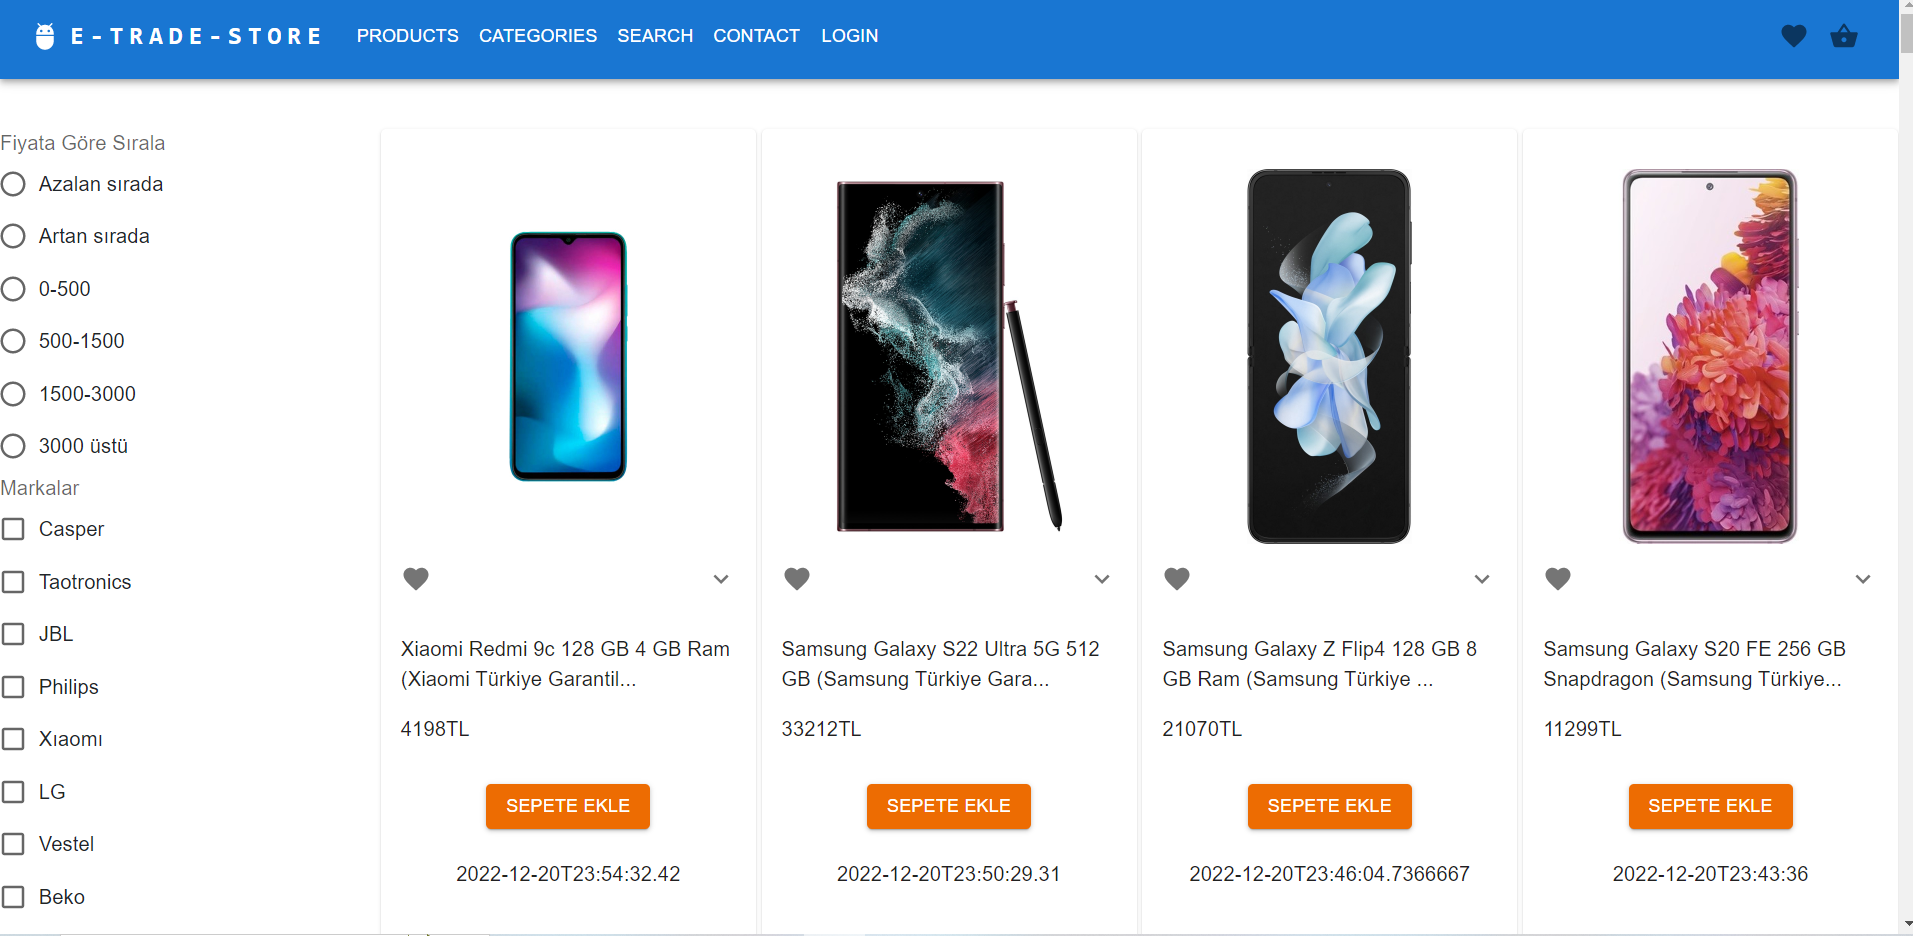 E-TRADE-STORE PRODUCTS CATEGORIES SEARCH CONTACT LOGIN
Fiyata Göre Sırala
Azalan sırada
Artan sırada
0-500
500-1500
1500-3000
3000 üstü
Markalar
Casper
Taotronics
JBL
Philips
Xıaomı
LG
Vestel
Beko
Xiaomi Redmi 9c 128 GB 4 GB Ram
(Xiaomi Türkiye Garantil...
4198TL
SEPETE EKLE
2022-12-20T23:54:32.42
Samsung Galaxy S22 Ultra 5G 512
GB (Samsung Türkiye Gara...
33212TL
SEPETE EKLE
2022-12-20T23:50:29.31
Samsung Galaxy Z Flip4 128 GB 8
GB Ram (Samsung Türkiye ...
21070TL
SEPETE EKLE
2022-12-20T23:46:04.7366667
Samsung Galaxy S20 FE 256 GB
Snapdragon (Samsung Türkiye...
11299TL
SEPETE EKLE
2022-12-20T23:43:36